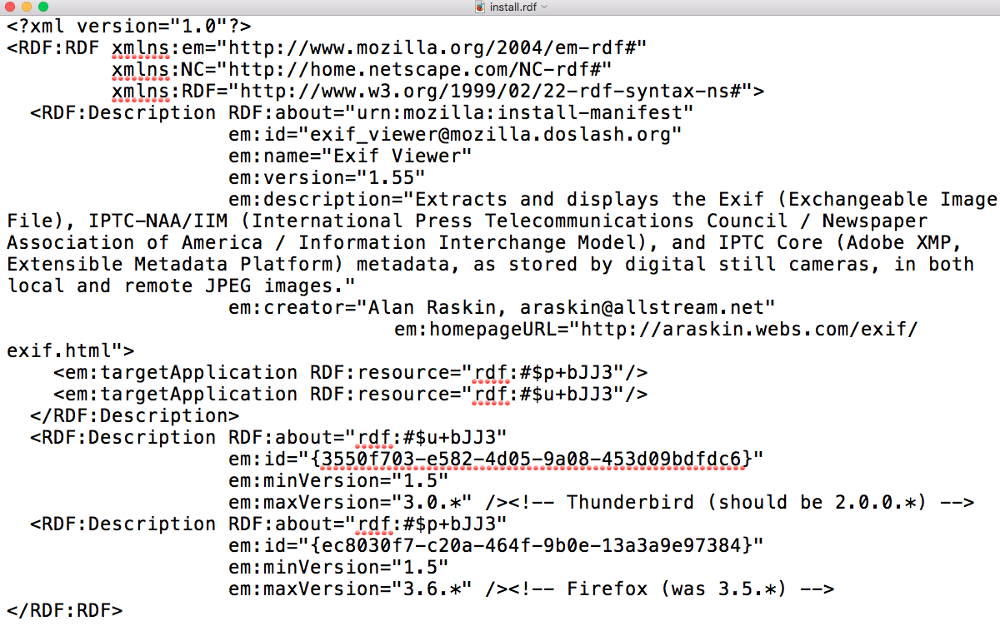 install.rdf
<?xml version="1.0"?>
<RDF:RDF xmlns:em="http://www.mozilla.org/2004/em-rdf#"
         xmlns:NC="http://home.netscape.com/NC-rdf#"
         xmlns:RDF="http://www.w3.org/1999/02/22-rdf-syntax-ns#">
  <RDF:Description RDF:about="urn:mozilla:install-manifest"
                   em:id="exif_viewer@mozilla.doslash.org"
                   em:name="Exif Viewer"
                   em:version="1.55"
                   em:description="Extracts and displays the Exif (Exchangeable Image
File), IPTC-NAA/IIM (International Press Telecommunications Council / Newspaper
Association of America / Information Interchange Model), and IPTC Core (Adobe XMP,
Extensible Metadata Platform) metadata, as stored by digital still cameras, in both
local and remote JPEG images."
                   em:creator="Alan Raskin, araskin@allstream.net"
                                 em:homepageURL="http://araskin.webs.com/exif/
exif.html">
    <em:targetApplication RDF:resource="rdf:#$p+bJJ3"/>
    <em:targetApplication RDF:resource="rdf:#$u+bJJ3"/>
  </RDF:Description>
  <RDF:Description RDF:about="rdf:#$u+bJJ3"
                   em:id="{3550f703-e582-4d05-9a08-453d09bdfdc6}"
                   em:minVersion="1.5"
                   em:maxVersion="3.0.*" /><!-- Thunderbird (should be 2.0.0.*) -->
  <RDF:Description RDF:about="rdf:#$p+bJJ3"
                   em:id="{ec8030f7-c20a-464f-9b0e-13a3a9e97384}"
                   em:minVersion="1.5"
                   em:maxVersion="3.6.*" /><!-- Firefox (was 3.5.*) -->
</RDF:RDF>